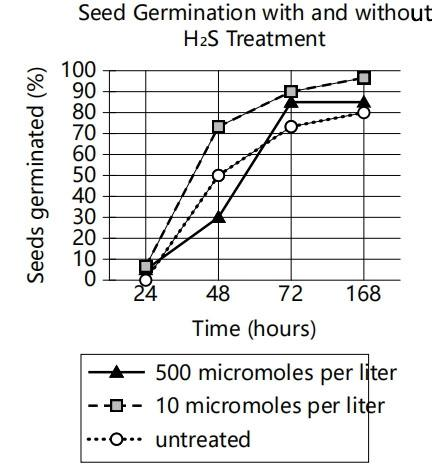 Seed Germination with and without
H₂S Treatment
Seeds germinated (%)
100
90
80
70
60
50
40
30
20
10
0
24 48 72 168
Time (hours)
500 micromoles per liter
10 micromoles per liter
untreated